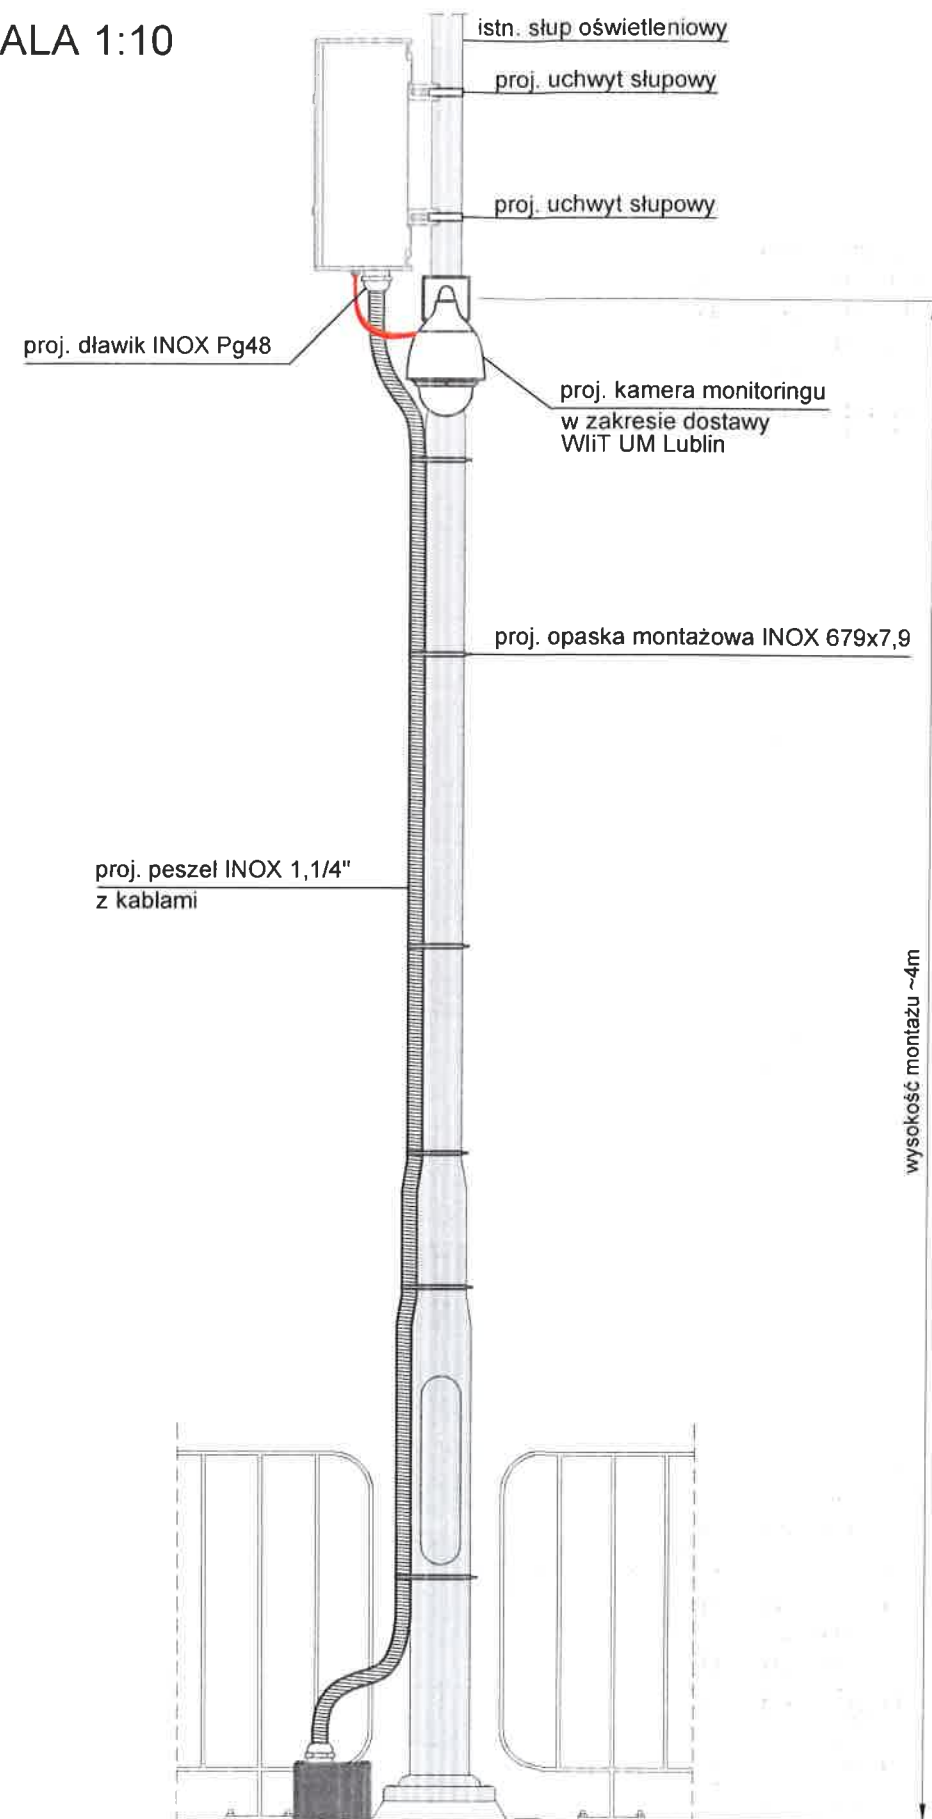 ALA 1:10
istn. słup oświetleniowy
proj. uchwyt słupowy
proj. uchwyt słupowy
proj. dławik INOX Pg48
proj. kamera monitoringu
w zakresie dostawy
WIiT UM Lublin
proj. opaska montażowa INOX 679x7,9
proj. peszel INOX 1,1/4"
z kablami
wysokość montażu ~4m